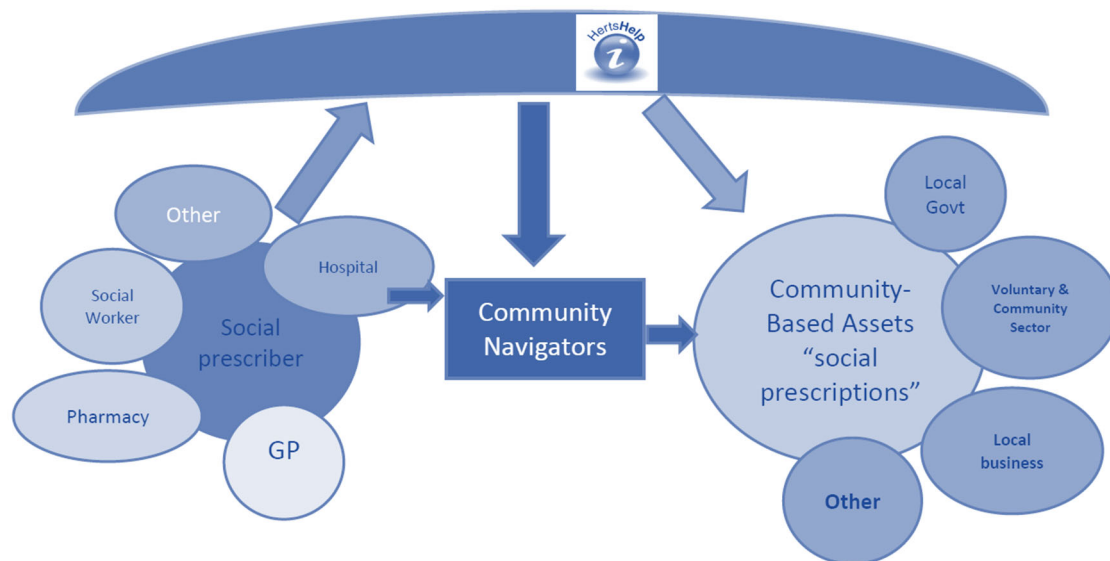 HertsHelp
i
Other
Hospital
Social
Worker
Social
prescriber
Pharmacy
GP
Community
Navigators
Community-
Based Assets
“social
prescriptions”
Local
Govt
Voluntary &
Community
Sector
Local
business
Other